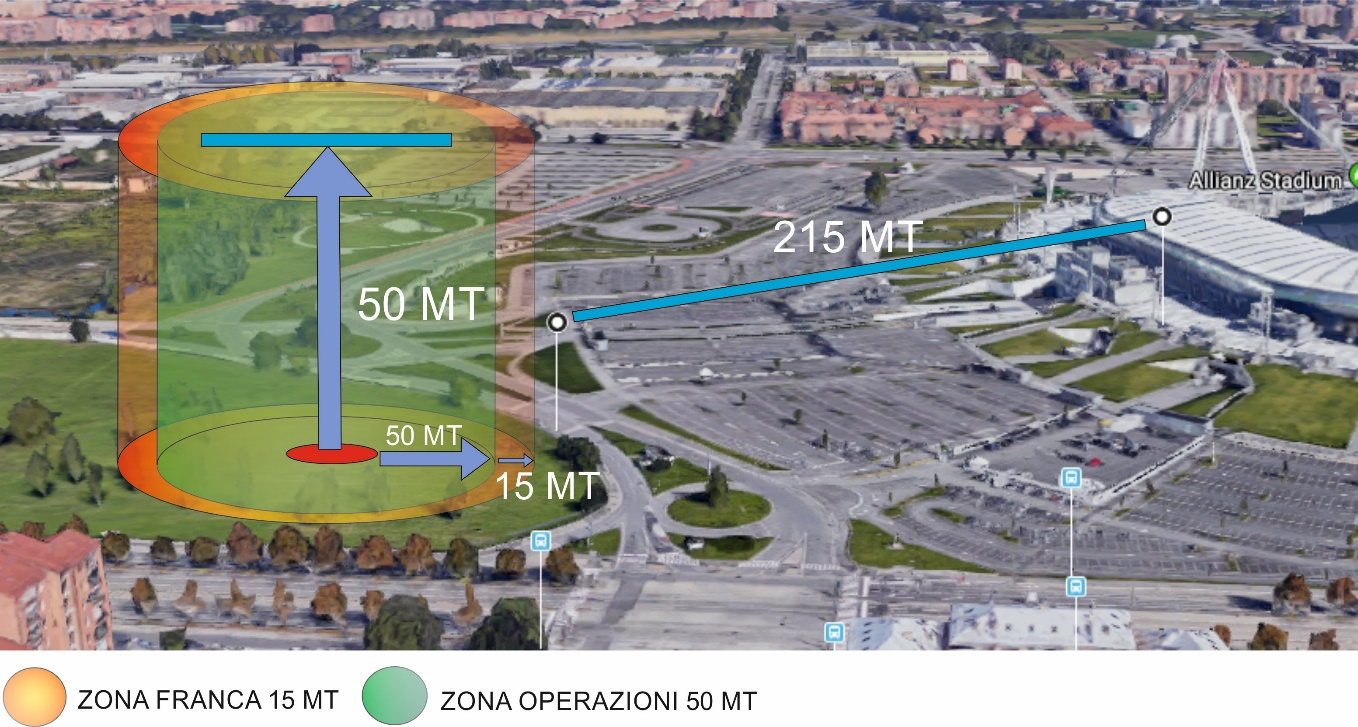 Allianz Stadium
215 MT
50 MT
50 MT
15 MT
ZONA FRANCA 15 MT
ZONA OPERAZIONI 50 MT